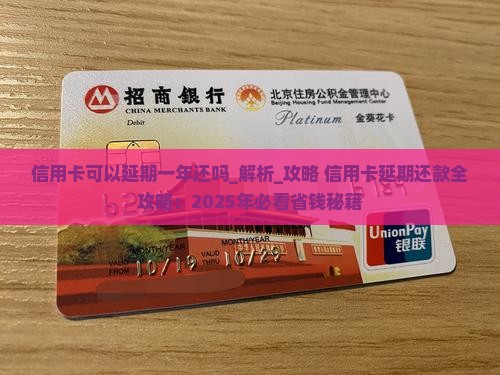 招商银行
CHINA MERCHANTS BANK
Debit
北京住房公积金管理中心
Beijing Housing Fund Management Center
Platinum 金葵花卡
信用卡可以延期一年还吗_解析_攻略 信用卡延期还款全
攻略：2025年必看省钱秘籍
MONTH/YEAR MONTH/YEAR
VALID FROM 10/19 VALID THRU 10/29
UnionPay
银联